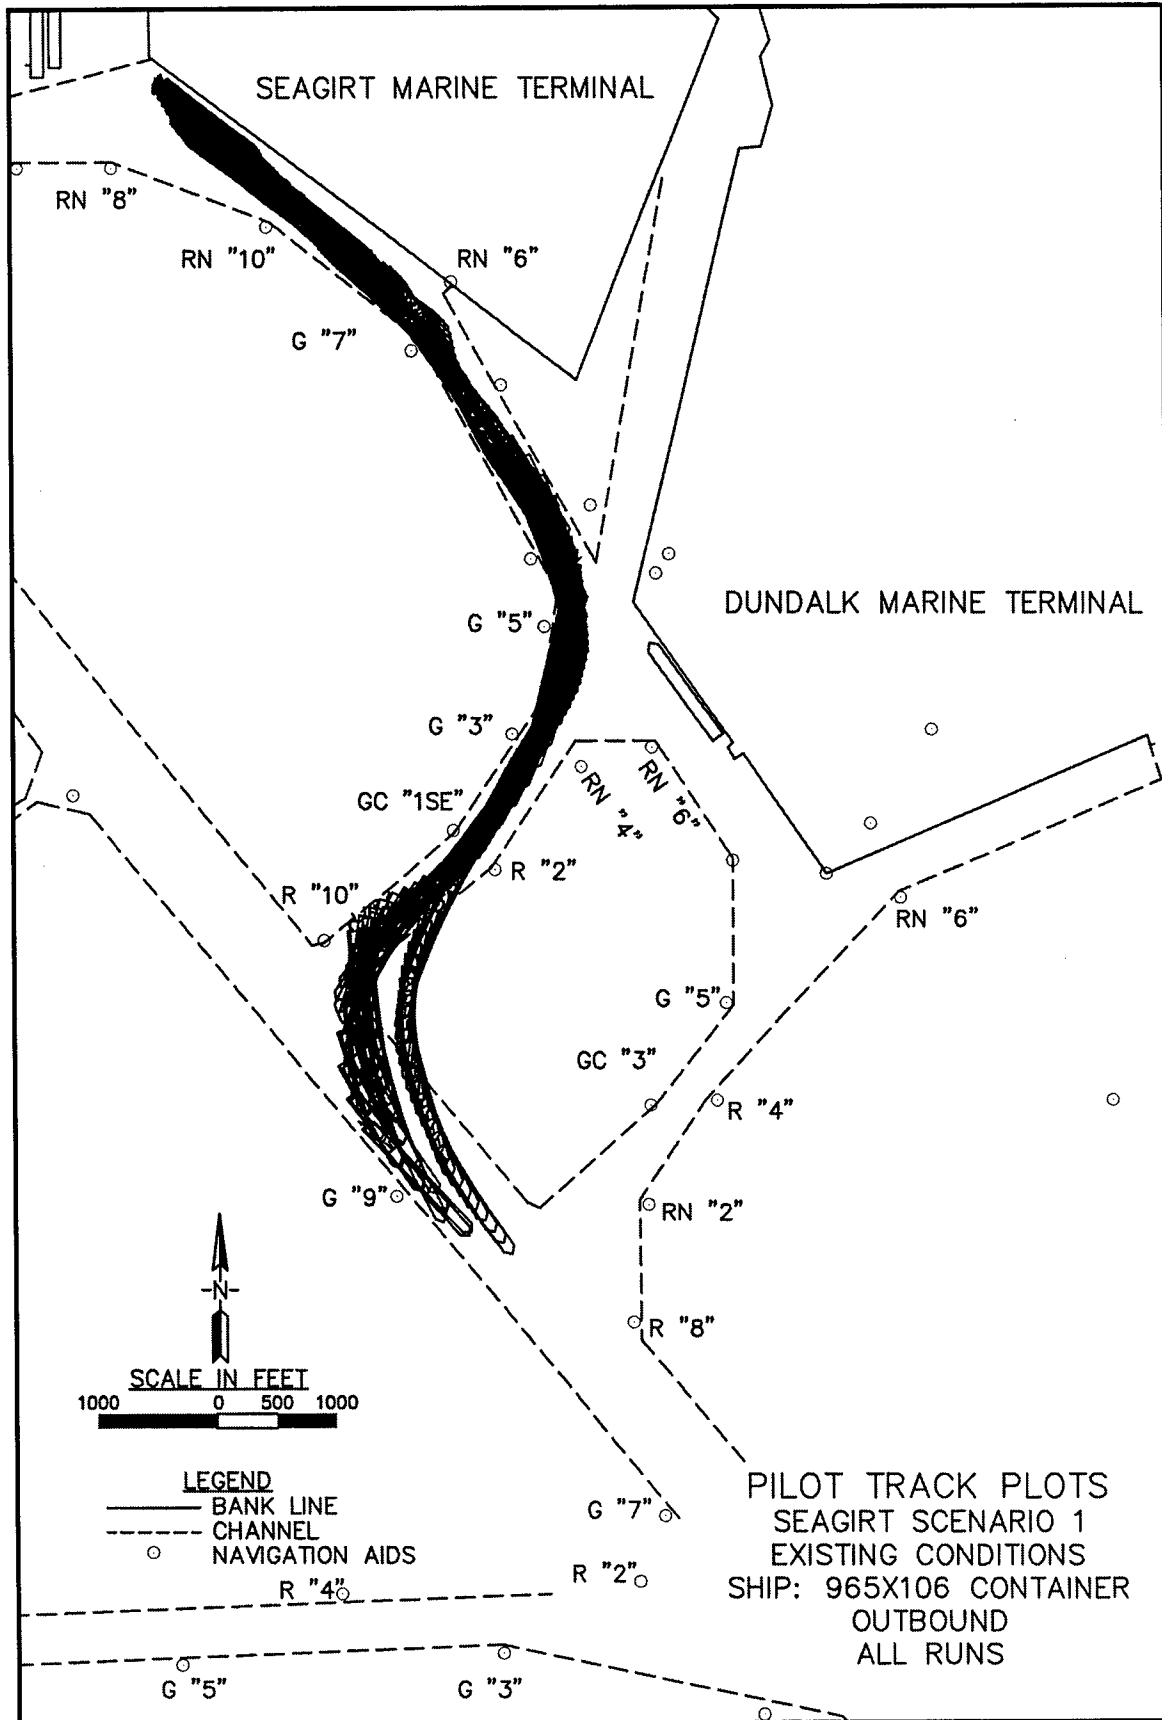 SEAGIRT MARINE TERMINAL
RN "8"
RN "10"
RN "6"
G "7"
DUNDALK MARINE TERMINAL
G "5"
G "3"
RN "4"
RN "6"
GC "1SE"
R "2"
R "10"
RN "6"
G "5"
GC "3"
R "4"
G "9"
RN "2"
-N-
R "8"
SCALE IN FEET
1000 0 500 1000
LEGEND
BANK LINE
CHANNEL
NAVIGATION AIDS
G "7"
R "2"
R "4"
G "5"
G "3"
PILOT TRACK PLOTS
SEAGIRT SCENARIO 1
EXISTING CONDITIONS
SHIP: 965X106 CONTAINER
OUTBOUND
ALL RUNS